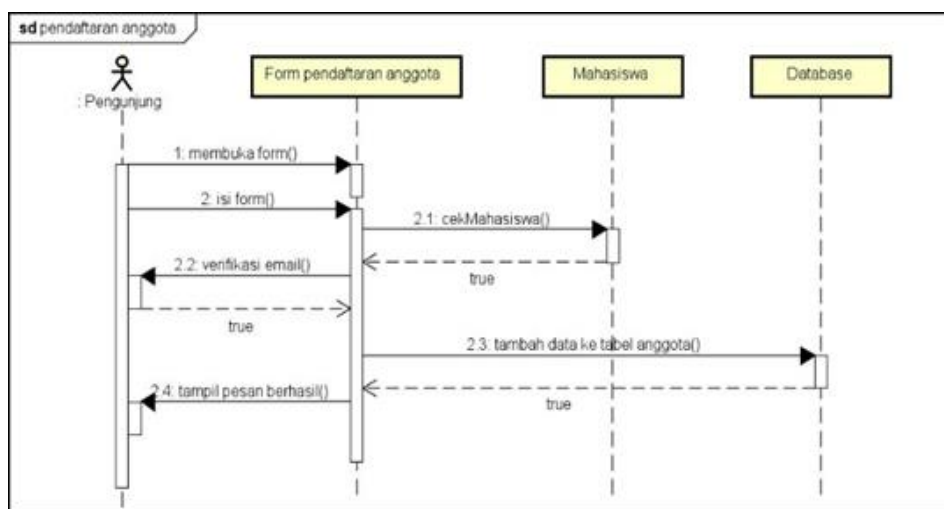 sd pendaftaran anggota
: Pengunjung
Form pendaftaran anggota
Mahasiswa
Database
1: membuka form()
2: isi form()
2.1: cekMahasiswa()
true
2.2: verifikasi email()
true
2.3: tambah data ke tabel anggota()
true
2.4: tampil pesan berhasil()